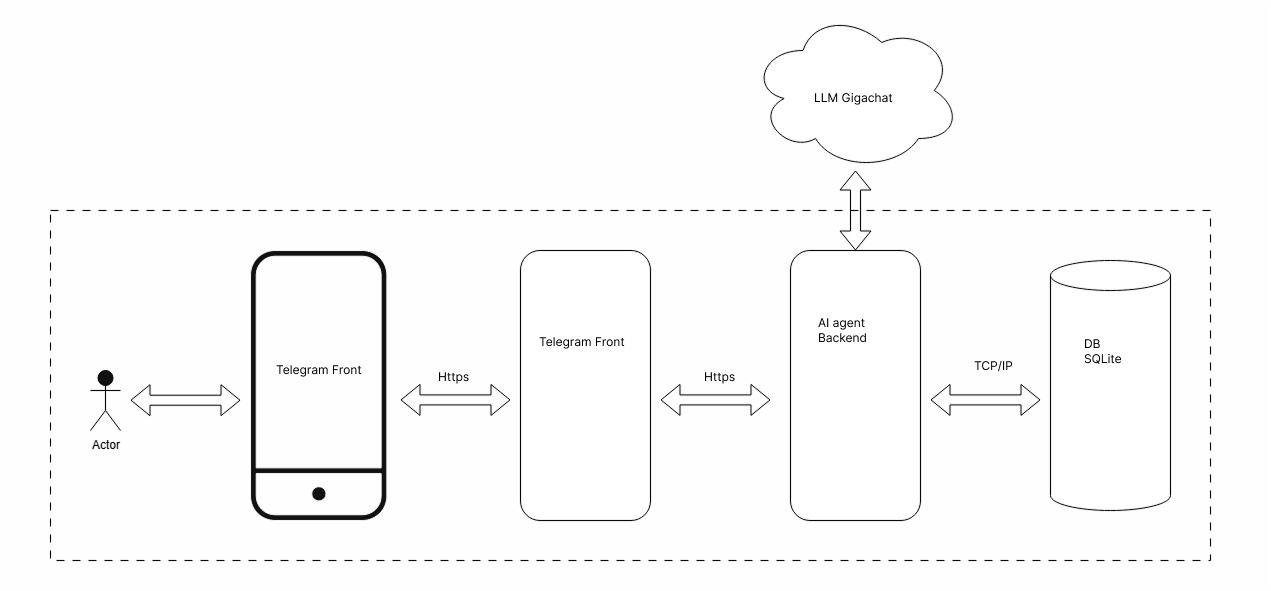 LLM Gigachat
Telegram Front
Https
Telegram Front
Https
AI agent
Backend
TCP/IP
DB
SQLite
Actor